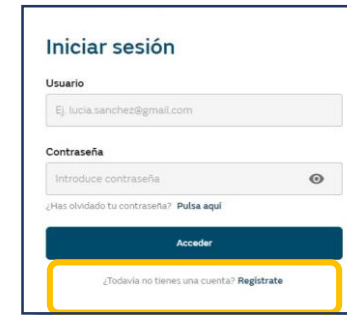 Iniciar sesión
Usuario
Ej. lucia.sanchez@gmail.com
Contraseña
Introduce contraseña
¿Has olvidado tu contraseña? Pulsa aquí
Acceder
¿Todavía no tienes una cuenta? Regístrate